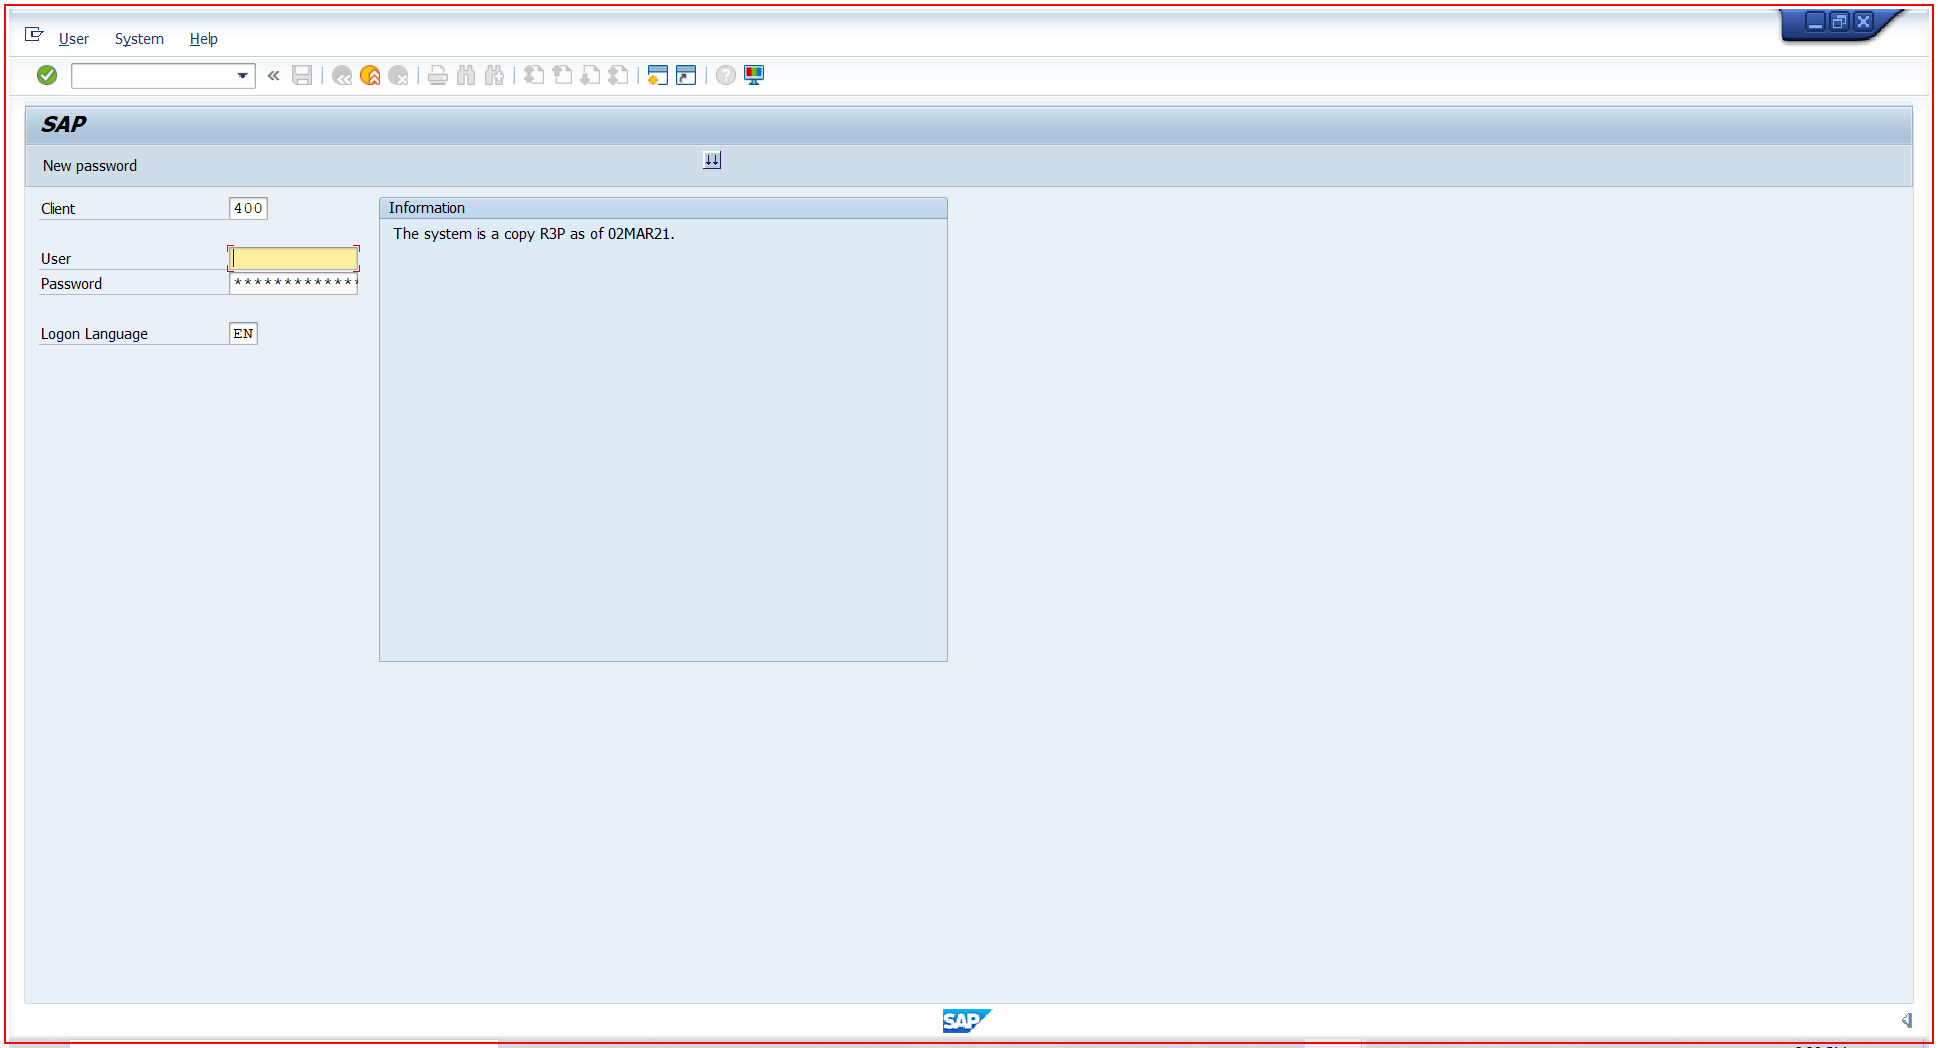 User System Help
SAP
New password
Client 400
Information
The system is a copy R3P as of 02MAR21.
User
Password *************
Logon Language EN
SAP